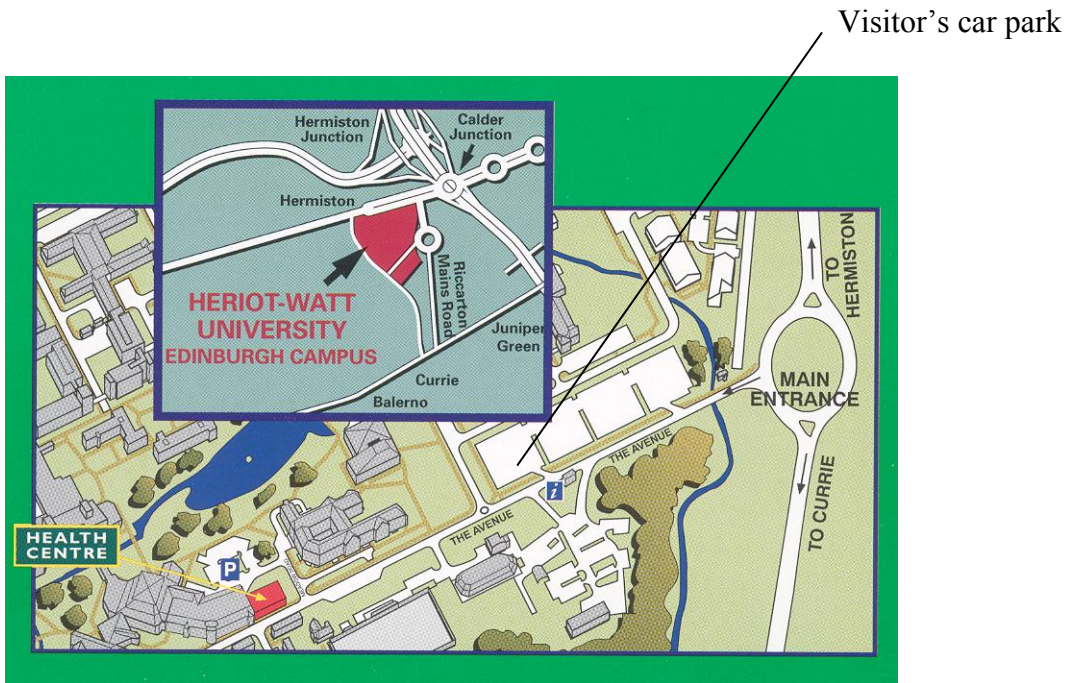 Visitor’s car park
Hermiston
Junction
Calder
Junction
Hermiston
Riccarton
Mains Road
HERIOT-WATT
UNIVERSITY
EDINBURGH CAMPUS
Juniper
Green
Currie
Balerno
TO
HERMISTON
MAIN
ENTRANCE
THE AVENUE
i
TO CURRIE
THE AVENUE
HEALTH
CENTRE
P